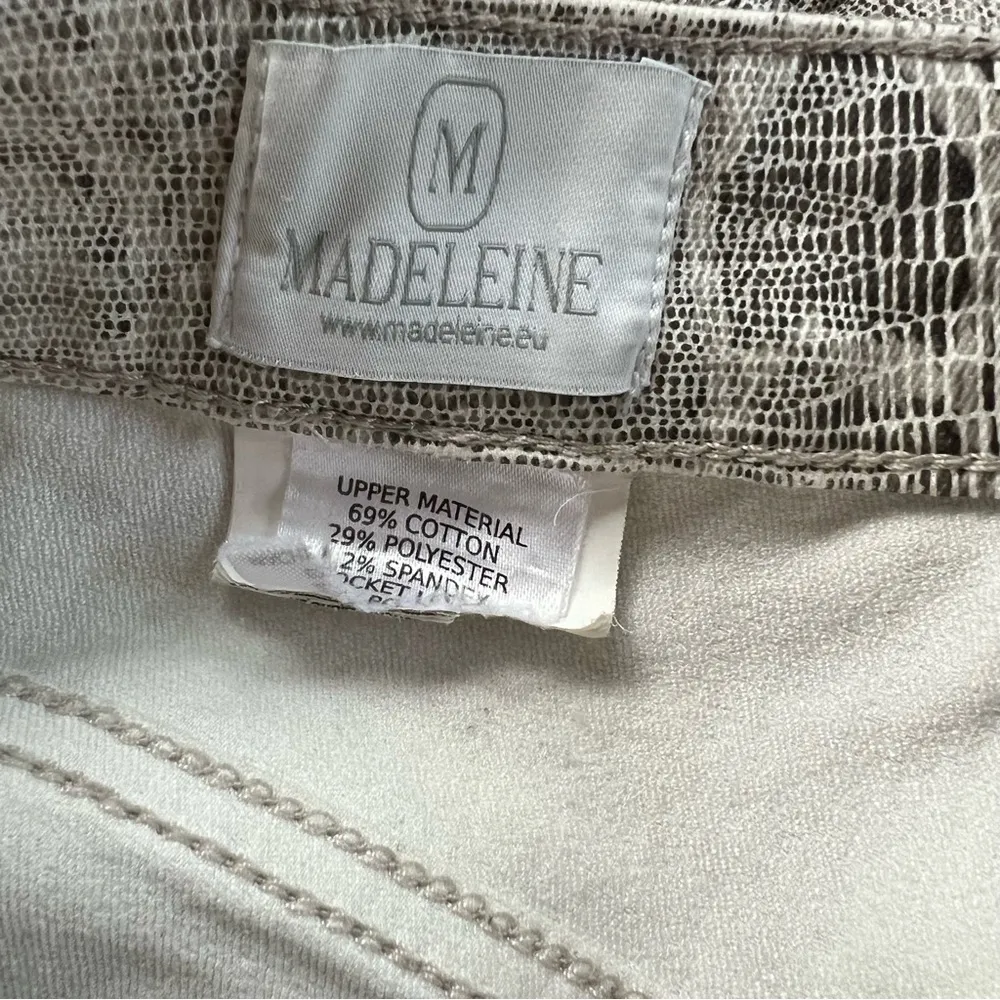 M
MADELEINE
www.madeleine.eu
UPPER MATERIAL
69% COTTON
29% POLYESTER
2% SPANDEX